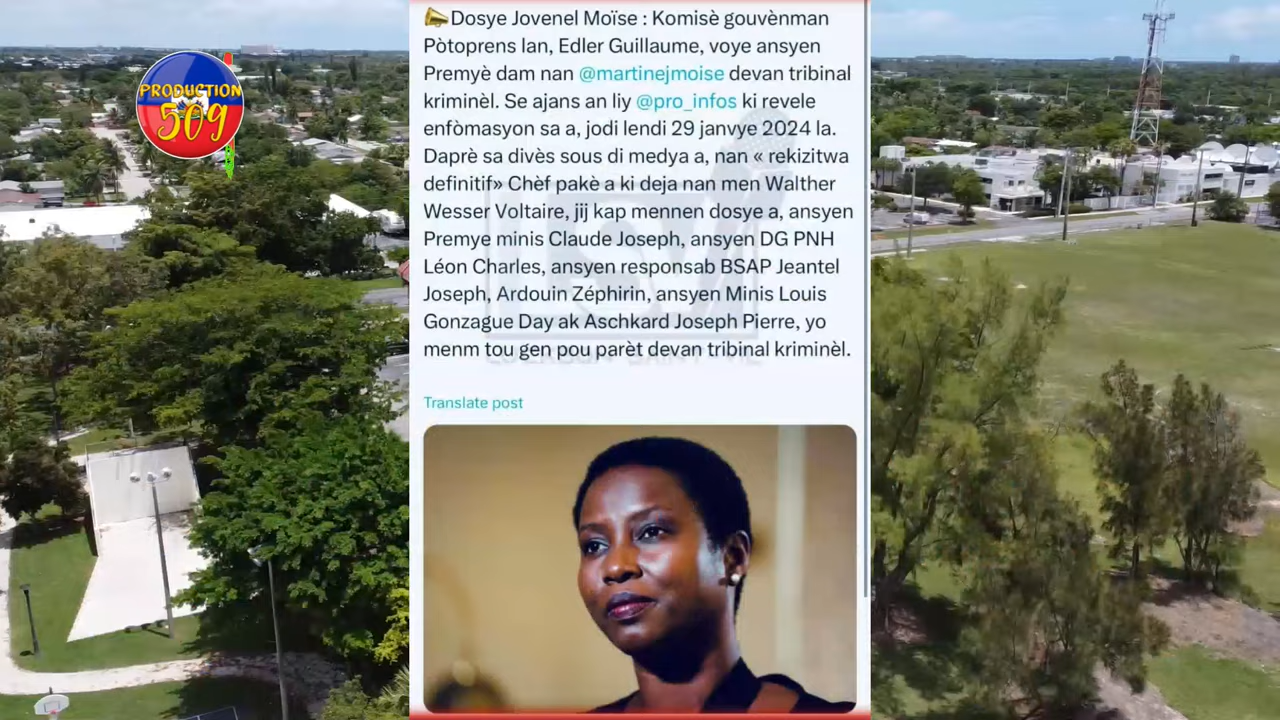 PRODUCTION
509
📣Dosye Jovenel Moïse : Komisè gouvènman
Pòtoprens lan, Edler Guillaume, voye ansyen
Premyè dam nan @martinejmoise devan tribinal
kriminèl. Se ajans an liy @pro_infos ki revele
enfòmasyon sa a, jodi lendi 29 janvye 2024 la.
Daprè sa divès sous di medya a, nan « rekizitwa
definitif» Chèf pakè a ki deja nan men Walther
Wesser Voltaire, jij kap mennen dosye a, ansyen
Premye minis Claude Joseph, ansyen DG PNH
Léon Charles, ansyen responsab BSAP Jeantel
Joseph, Ardouin Zéphirin, ansyen Minis Louis
Gonzague Day ak Aschkard Joseph Pierre, yo
menm tou gen pou parèt devan tribinal kriminèl.
Translate post